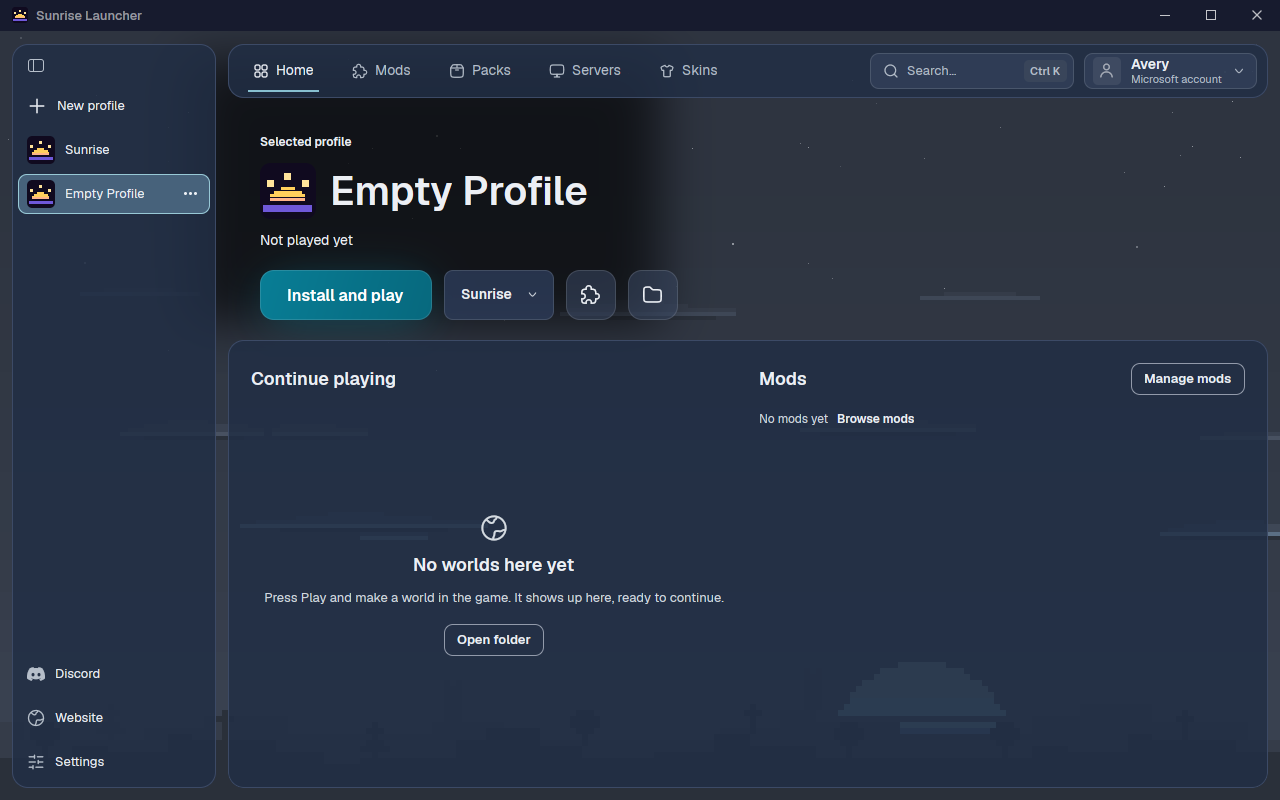 Sunrise Launcher
New profile
Sunrise
Empty Profile
Discord
Website
Settings
Home
Mods
Packs
Servers
Skins
Search...
Ctrl K
Avery
Microsoft account
Selected profile
Empty Profile
Not played yet
Install and play
Sunrise
Continue playing
No worlds here yet
Press Play and make a world in the game. It shows up here, ready to continue.
Open folder
Mods
Manage mods
No mods yet Browse mods